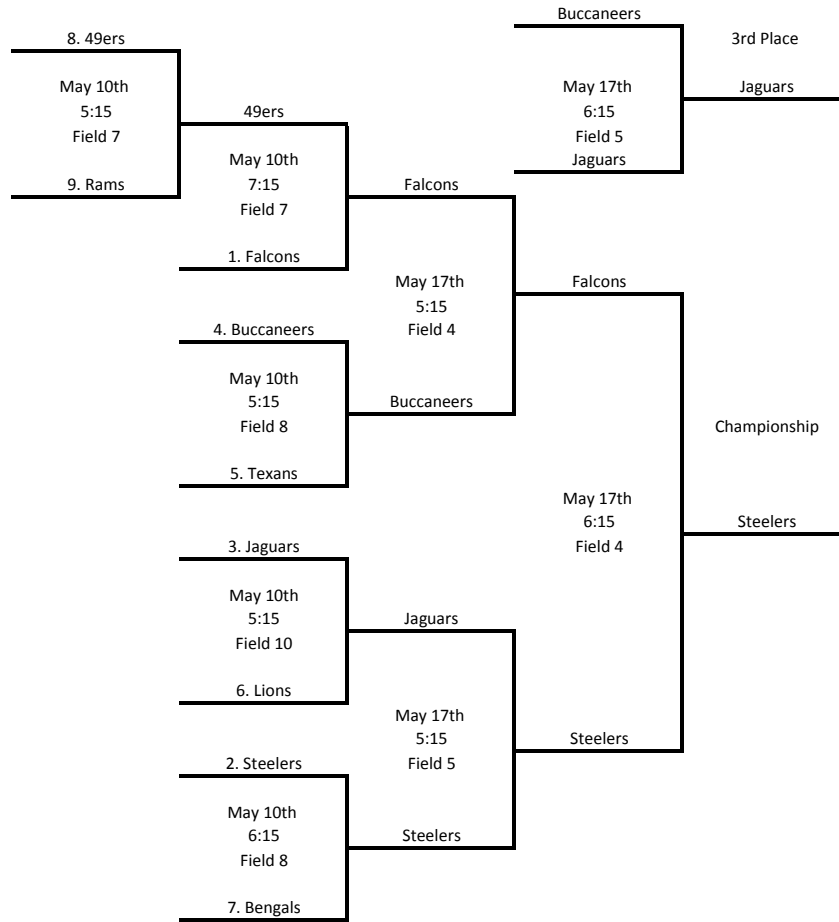 Buccaneers
8. 49ers
3rd Place
May 10th
5:15
Field 7
May 17th
6:15
Field 5
Jaguars
49ers
Jaguars
9. Rams
May 10th
7:15
Field 7
Falcons
1. Falcons
May 17th
5:15
Field 4
Falcons
4. Buccaneers
May 10th
5:15
Field 8
Buccaneers
Championship
5. Texans
May 17th
6:15
Field 4
Steelers
3. Jaguars
May 10th
5:15
Field 10
Jaguars
6. Lions
May 17th
5:15
Field 5
Steelers
2. Steelers
May 10th
6:15
Field 8
Steelers
7. Bengals